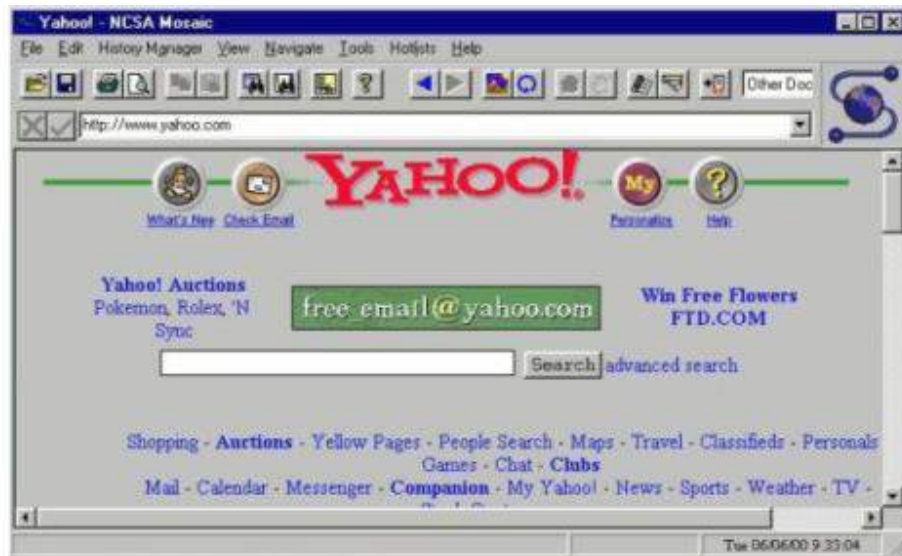 Yahoo! - NCSA Mosaic
File Edit History Manager View Navigate Tools Hotlists Help
Other Doc
http://www.yahoo.com
YAHOO!
My ?
What's New Check Email Personalize Help
Yahoo! Auctions
Pokemon, Rolex, 'N
Sync
free email@yahoo.com
Win Free Flowers
FTD.COM
Search advanced search
Shopping - Auctions - Yellow Pages - People Search - Maps - Travel - Classifieds - Personals
Games - Chat - Clubs
Mail - Calendar - Messenger - Companion - My Yahoo! - News - Sports - Weather - TV -
Tue 06/06/00 9:33:04